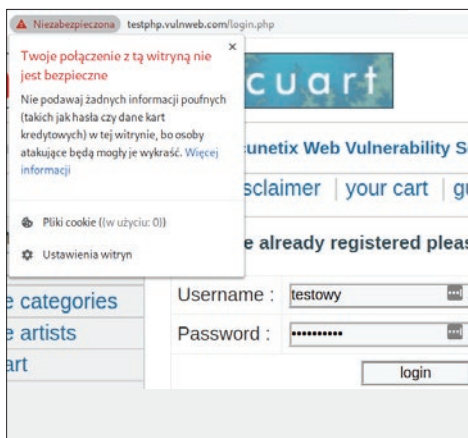 Niezabezpieczona testphp.vulnweb.com/login.php
Twoje połączenie z tą witryną nie
jest bezpieczne
Nie podawaj żadnych informacji poufnych
(takich jak hasła czy dane kart
kredytowych) w tej witrynie, bo osoby
atakujące będą mogły je wykraść. Więcej
informacji
Pliki cookie ((w użyciu: 0))
Ustawienia witryn
cuart
unetix Web Vulnerability S
sclaimer | your cart | gu
e already registered pleas
e categories
e artists
art
Username : testowy
Password : ••••••••••
login